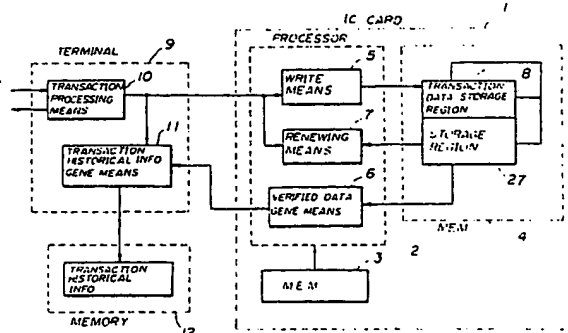 IC CARD
1
PROCESSOR
TERMINAL
9
5
10
TRANSACTION
PROCESSING
MEANS
WRITE
MEANS
8
TRANSACTION
DATA STORAGE
REGION
7
RENEWING
MEANS
STORAGE
REGION
11
TRANSACTION
HISTORICAL INFO
GENE MEANS
6
VERIFIED DATA
GENE MEANS
27
MEM
4
2
3
MEM
TRANSACTION
HISTORICAL
INFO
MEMORY
12